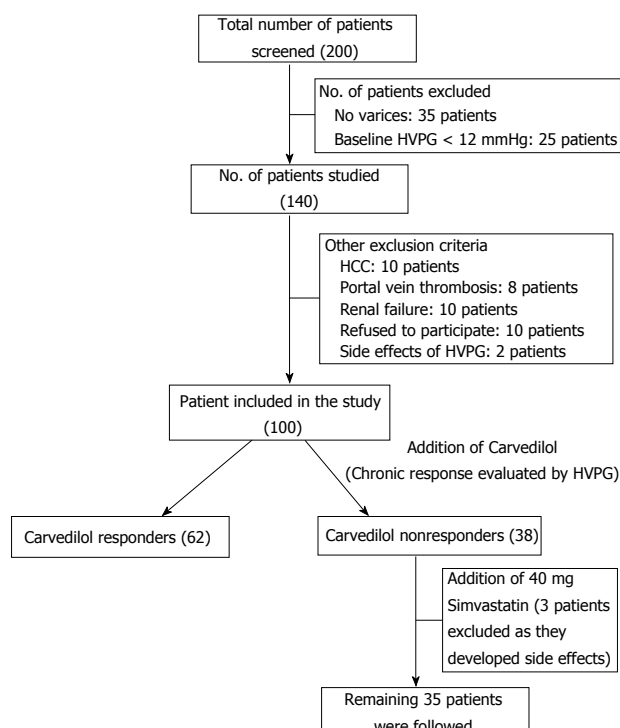 Total number of patients
screened (200)
No. of patients excluded
No varices: 35 patients
Baseline HVPG < 12 mmHg: 25 patients
No. of patients studied
(140)
Other exclusion criteria
HCC: 10 patients
Portal vein thrombosis: 8 patients
Renal failure: 10 patients
Refused to participate: 10 patients
Side effects of HVPG: 2 patients
Patient included in the study
(100)
Addition of Carvedilol
(Chronic response evaluated by HVPG)
Carvedilol responders (62)
Carvedilol nonresponders (38)
Addition of 40 mg
Simvastatin (3 patients
excluded as they
developed side effects)
Remaining 35 patients
were followed